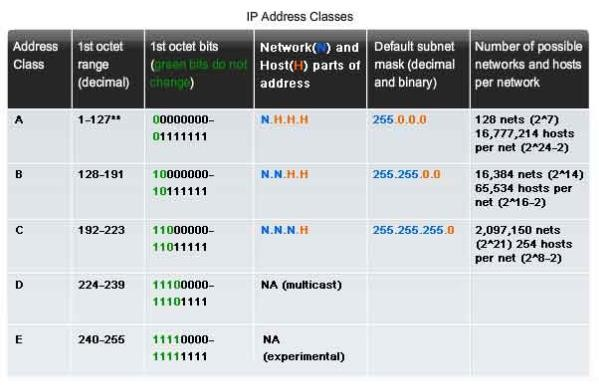 IP Address Classes
Address Class
1st octet range (decimal)
1st octet bits (green bits do not change)
Network(N) and Host(H) parts of address
Default subnet mask (decimal and binary)
Number of possible networks and hosts per network
A
1-127**
00000000-
01111111
N.H.H.H
255.0.0.0
128 nets (2^7)
16,777,214 hosts
per net (2^24-2)
B
128-191
10000000-
10111111
N.N.H.H
255.255.0.0
16,384 nets (2^14)
65,534 hosts per
net (2^16-2)
C
192-223
11000000-
11011111
N.N.N.H
255.255.255.0
2,097,150 nets
(2^21) 254 hosts
per net (2^8-2)
D
224-239
11100000-
11101111
NA (multicast)
E
240-255
11110000-
11111111
NA
(experimental)